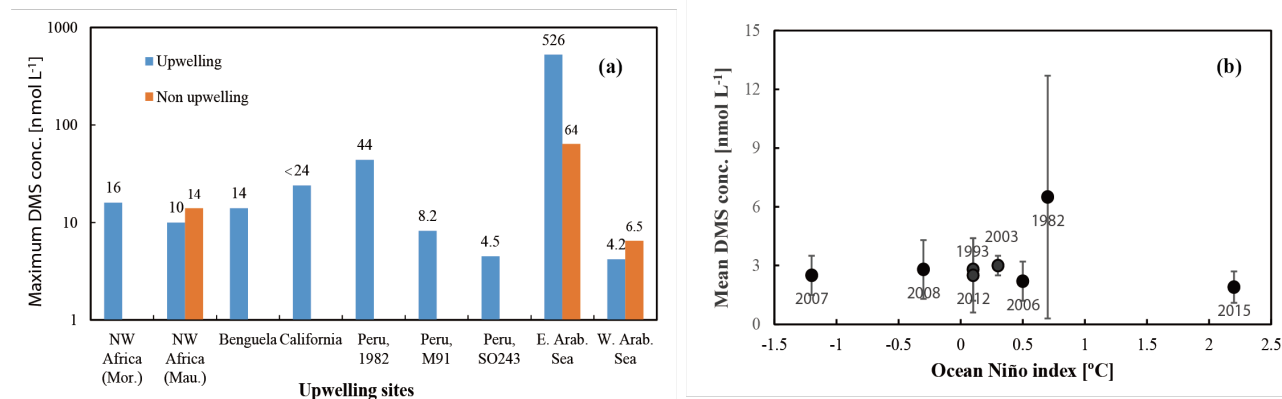 Maximum DMS conc. [nmol L-1]
1000
100
10
1
Upwelling
Non upwelling
(a)
16
10
14
14
<24
44
8.2
4.5
526
64
4.2
6.5
NW
Africa
(Mor.)
NW
Africa
(Mau.)
Benguela
California
Peru,
1982
Peru,
M91
Peru,
SO243
E. Arab.
Sea
W. Arab.
Sea
Upwelling sites
Mean DMS conc. [nmol L-1]
15
12
9
6
3
0
(b)
2007
2008
1993
2012
2003
2006
1982
2015
-1.5
-1
-0.5
0
0.5
1
1.5
2
2.5
Ocean Niño index [ºC]